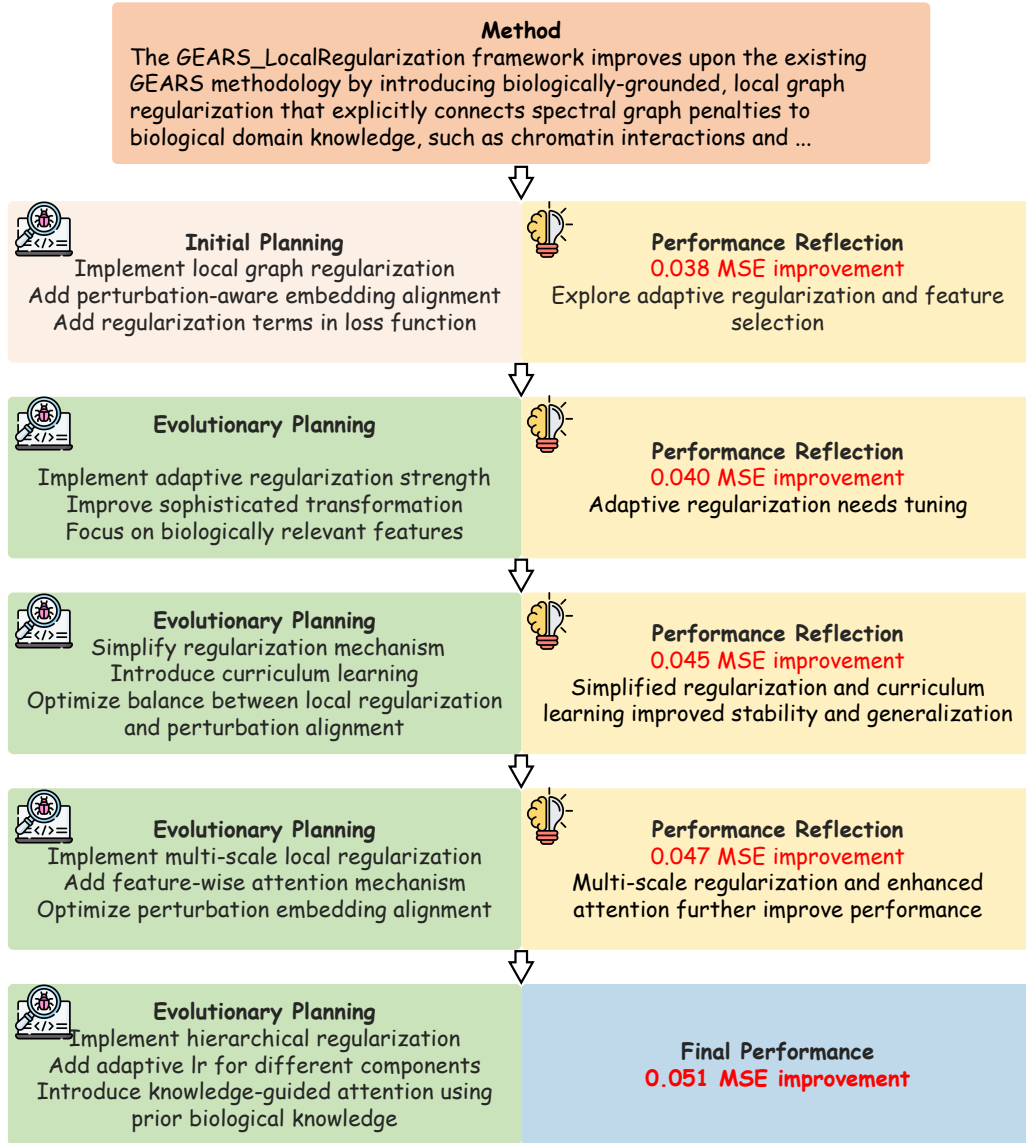 Method
The GEARS_LocalRegularization framework improves upon the existing
GEARS methodology by introducing biologically-grounded, local graph
regularization that explicitly connects spectral graph penalties to
biological domain knowledge, such as chromatin interactions and ...
Initial Planning
Implement local graph regularization
Add perturbation-aware embedding alignment
Add regularization terms in loss function
Performance Reflection
0.038 MSE improvement
Explore adaptive regularization and feature
selection
Evolutionary Planning
Implement adaptive regularization strength
Improve sophisticated transformation
Focus on biologically relevant features
Performance Reflection
0.040 MSE improvement
Adaptive regularization needs tuning
Evolutionary Planning
Simplify regularization mechanism
Introduce curriculum learning
Optimize balance between local regularization
and perturbation alignment
Performance Reflection
0.045 MSE improvement
Simplified regularization and curriculum
learning improved stability and generalization
Evolutionary Planning
Implement multi-scale local regularization
Add feature-wise attention mechanism
Optimize perturbation embedding alignment
Performance Reflection
0.047 MSE improvement
Multi-scale regularization and enhanced
attention further improve performance
Evolutionary Planning
Implement hierarchical regularization
Add adaptive lr for different components
Introduce knowledge-guided attention using
prior biological knowledge
Final Performance
0.051 MSE improvement